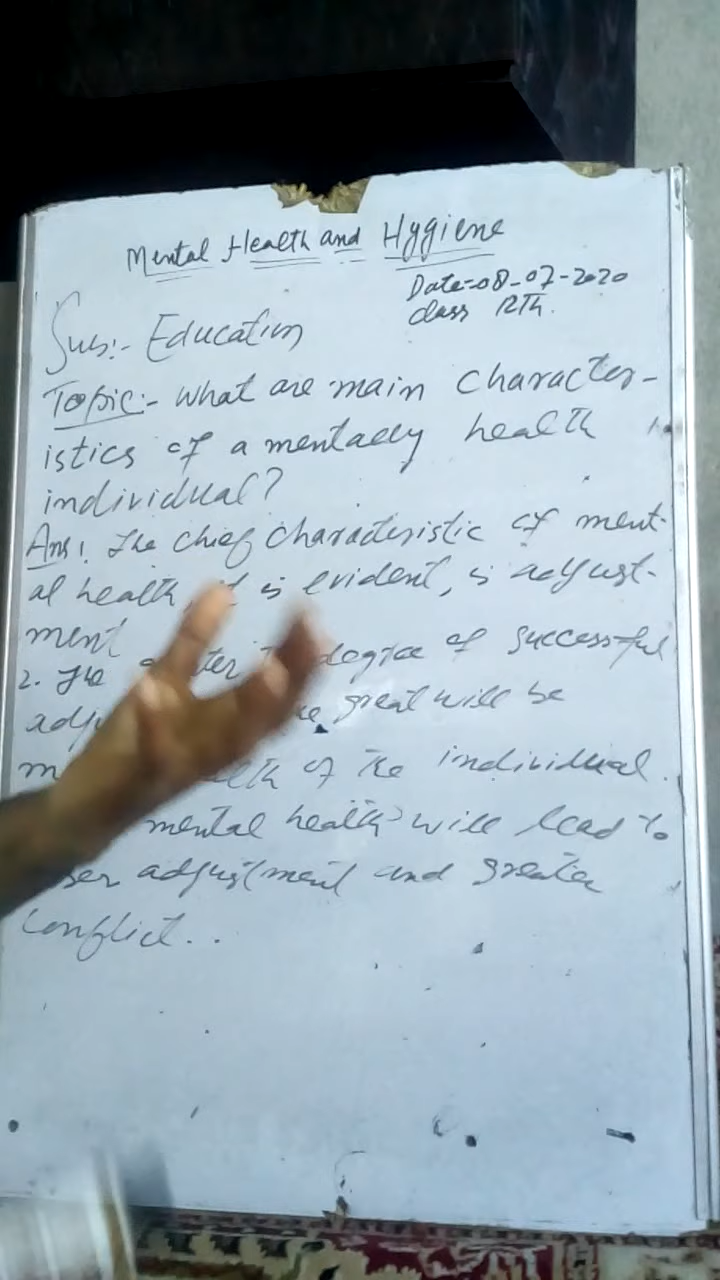 Mental Health and Hygiene
Date=08-07-2020
class 12Th.
Sub:- Education
Topic:- What are main character-
istics of a mentally health
individual?
Ans: The chief characteristic of ment-
al health, it is evident, is adjust-
ment
2. The degree of successful
great will be
of the individual.
mental health will lead to
adjustment and greater
conflict..